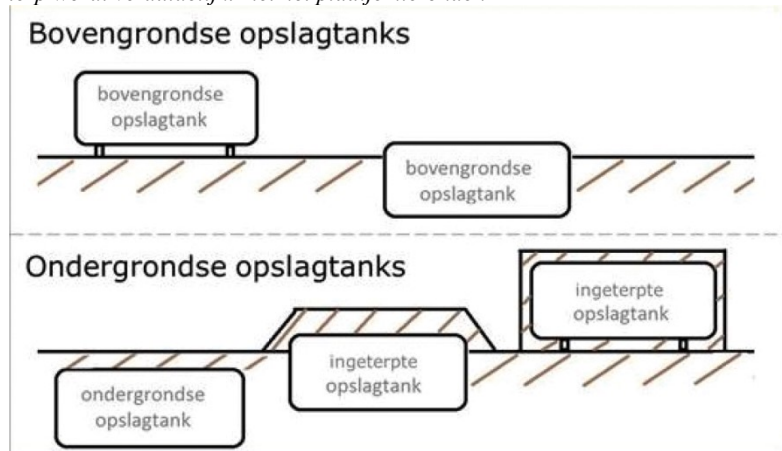 Bovengrondse opslagtanks
bovengrondse
opslagtank
bovengrondse
opslagtank
Ondergrondse opslagtanks
ingeterpte
opslagtank
ingeterpte
opslagtank
ondergrondse
opslagtank